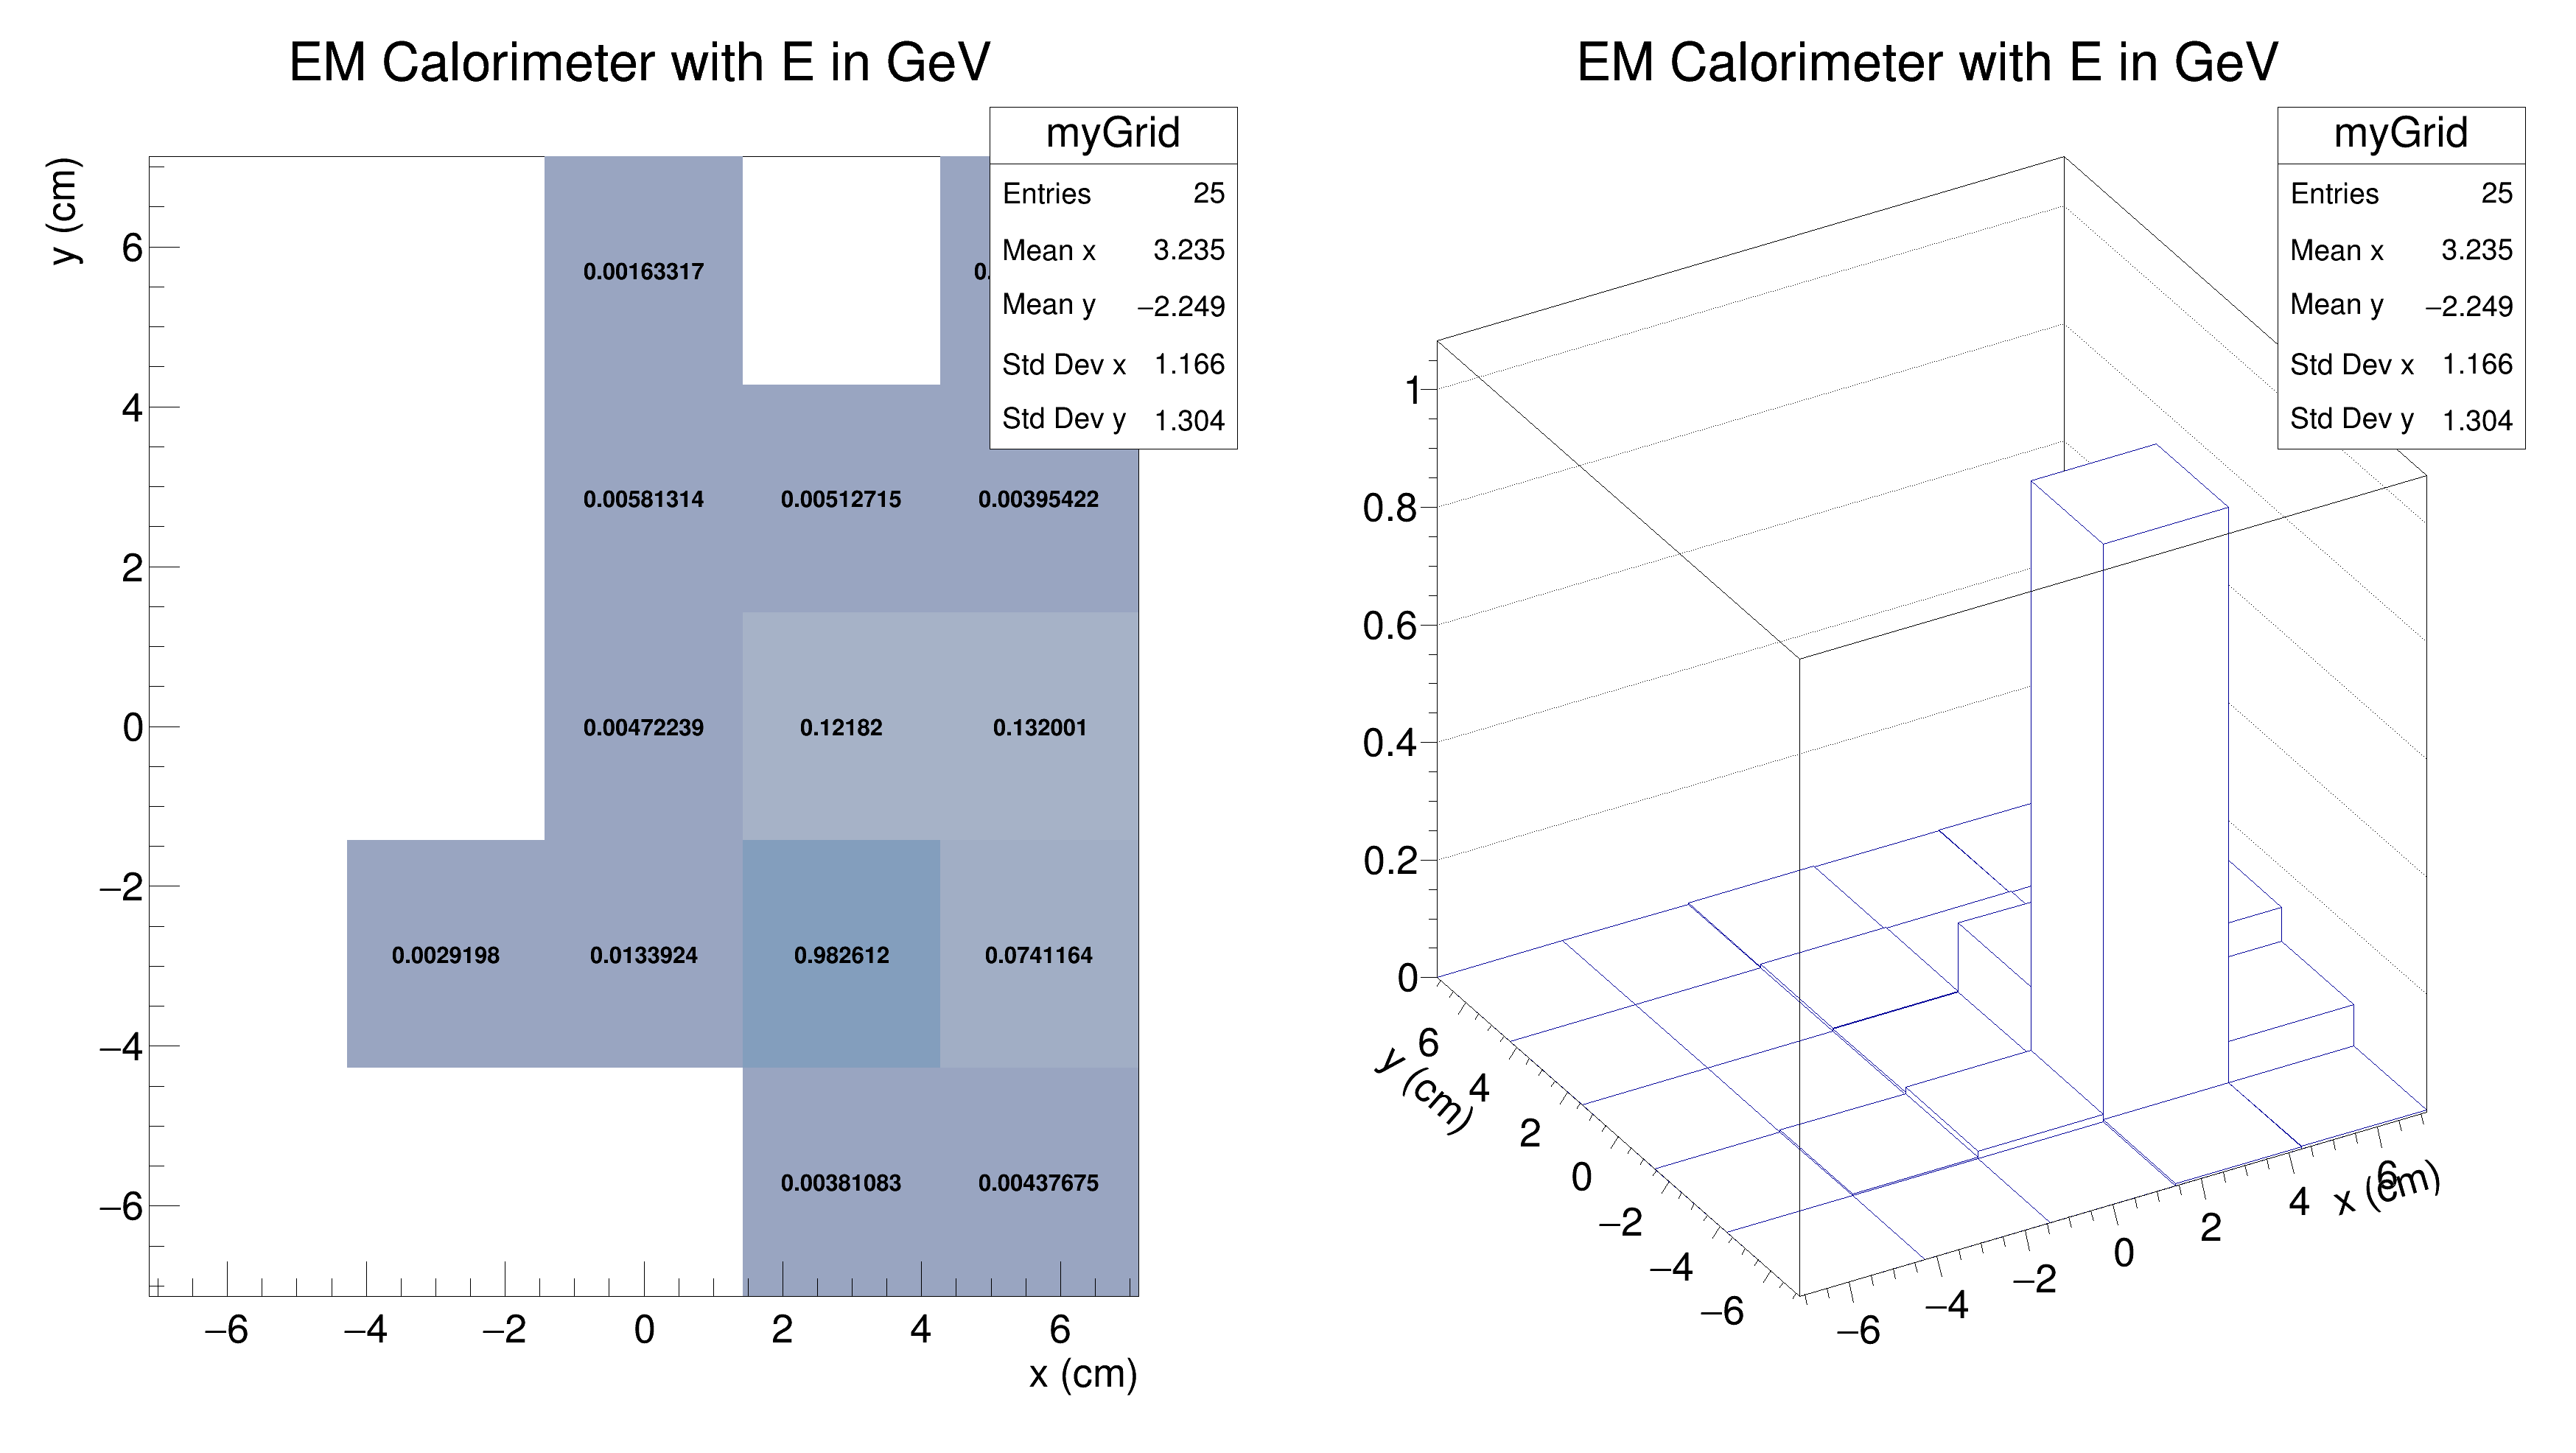 EM Calorimeter with E in GeV
myGrid
Entries 25
Mean x 3.235
Mean y −2.249
Std Dev x 1.166
Std Dev y 1.304
y (cm)
6
4
2
0
−2
−4
−6
0.00163317
0.
0.00581314 0.00512715 0.00395422
0.00472239 0.12182 0.132001
0.0029198 0.0133924 0.982612 0.0741164
0.00381083 0.00437675
−6 −4 −2 0 2 4 6
x (cm)
EM Calorimeter with E in GeV
myGrid
Entries 25
Mean x 3.235
Mean y −2.249
Std Dev x 1.166
Std Dev y 1.304
1
0.8
0.6
0.4
0.2
0
y (cm)
6
4
2
0
−2
−4
−6
−6 −4 −2 0 2 4 6
x (cm)